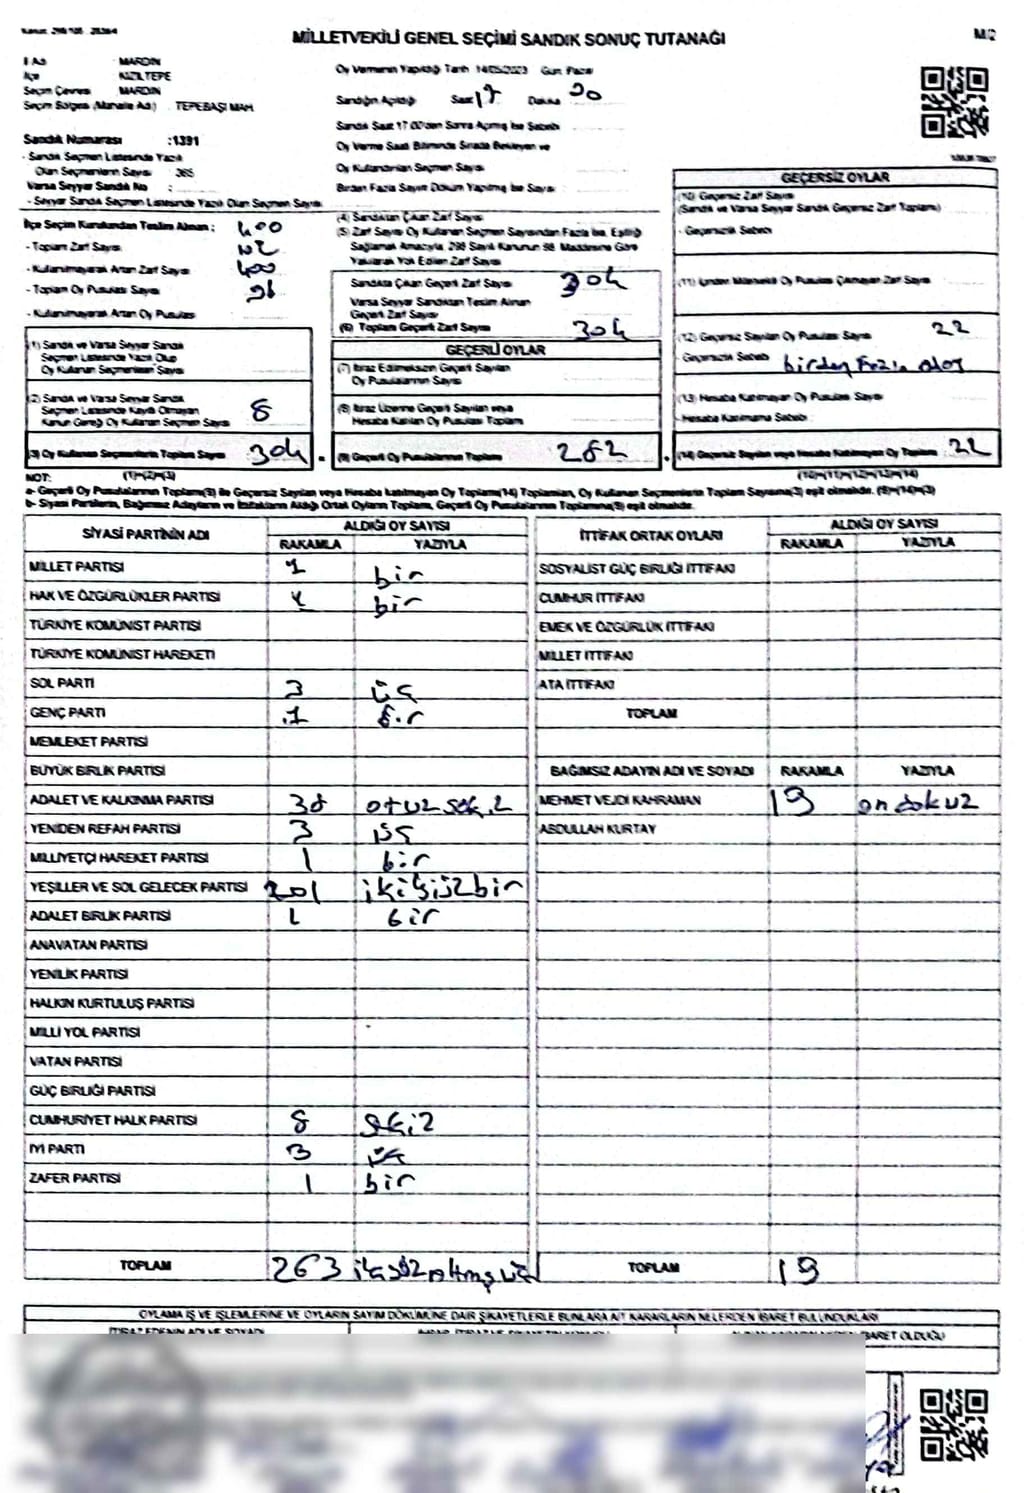 MİLLETVEKİLİ GENEL SEÇİMİ SANDIK SONUÇ TUTANAĞI
M/2
İl Adı : MARDİN
İlçe : KIZILTEPE
Seçim Çevresi : MARDİN
Seçim Bölgesi (Mahalle Adı) : TEPEBAŞI MAH
Oy Vermenin Yapıldığı Tarih 14/05/2023 Gün: Pazar
Sandığın Açıldığı Saat Dakika
Sandık Saat 17:00'den Sonra Açılmış İse Sebebi
Oy Verme Saati Bitiminde Sırada Bekleyen ve
Oy Kullandırılan Seçmen Sayısı
Birden Fazla Sayım Döküm Yapılmış İse Sayısı
Sandık Numarası :1391
- Sandık Seçmen Listesinde Yazılı
Olan Seçmenlerin Sayısı : 365
Varsa Seyyar Sandık No :
- Seyyar Sandık Seçmen Listesinde Yazılı Olan Seçmen Sayısı
İlçe Seçim Kurulundan Teslim Alınan : 400
- Toplam Zarf Sayısı
- Kullanılmayarak Artan Zarf Sayısı 400
- Toplam Oy Pusulası Sayısı 96
- Kullanılmayarak Artan Oy Pusulası
(1) Sandık ve Varsa Seyyar Sandık
Seçmen Listesinde Yazılı Olup
Oy Kullanan Seçmenlerin Sayısı
(2) Sandık ve Varsa Seyyar Sandık
Seçmen Listesinde Kayıtlı Olmayan
Kanun Gereği Oy Kullanan Seçmen Sayısı 8
(3) Oy Kullanan Seçmenlerin Toplam Sayısı 304
(4) Sandıktan Çıkan Zarf Sayısı
(5) Zarf Sayısı Oy Kullanan Seçmen Sayısından Fazla İse, Eşitliği
Sağlamak Amacıyla, 298 Sayılı Kanunun 98. Maddesine Göre
Yakılarak Yok Edilen Zarf Sayısı
Sandıkta Çıkan Geçerli Zarf Sayısı 304
Varsa Seyyar Sandıktan Teslim Alınan
Geçerli Zarf Sayısı
(6) Toplam Geçerli Zarf Sayısı 304
GEÇERLİ OYLAR
(7) İtiraz Edilmeksizin Geçerli Sayılan
Oy Pusulalarının Sayısı
(8) İtiraz Üzerine Geçerli Sayılan veya
Hesaba Katılan Oy Pusulası Toplamı
(9) Geçerli Oy Pusulalarının Toplamı 282
GEÇERSİZ OYLAR
(10) Geçersiz Zarf Sayısı
(Sandık ve Varsa Seyyar Sandık Geçersiz Zarf Toplamı)
- Geçersizlik Sebebi
(11) İçinden Milletvekili Oy Pusulası Çıkmayan Zarf Sayısı
(12) Geçersiz Sayılan Oy Pusulası Sayısı 22
- Geçersizlik Sebebi birden Fazla
(13) Hesaba Katılmayan Oy Pusulası Sayısı
- Hesaba Katılmama Sebebi
(14) Geçersiz Sayılan veya Hesaba Katılmayan Oy Toplamı 22
NOT: (1)+(2)=(3) (10)+(11)+(12)+(13)=(14)
a- Geçerli Oy Pusulalarının Toplamı(9) ile Geçersiz Sayılan veya Hesaba katılmayan Oy Toplamı(14) Toplamları, Oy Kullanan Seçmenlerin Toplam Sayısına(3) eşit olmalıdır. (9)+(14)=(3)
b- Siyasi Partilerin, Bağımsız Adayların ve İttifakların Aldığı Ortak Oyların Toplamı, Geçerli Oy Pusulalarının Toplamına(9) eşit olmalıdır.
SİYASİ PARTİNİN ADI ALDIĞI OY SAYISI
RAKAMLA YAZIYLA
MİLLET PARTİSİ 1 bir
HAK VE ÖZGÜRLÜKLER PARTİSİ 1 bir
TÜRKİYE KOMÜNİST PARTİSİ
TÜRKİYE KOMÜNİST HAREKETİ
SOL PARTİ 3 üç
GENÇ PARTİ 1 bir
MEMLEKET PARTİSİ
BÜYÜK BİRLİK PARTİSİ
ADALET VE KALKINMA PARTİSİ 38 otuz sekiz
YENİDEN REFAH PARTİSİ 3 üç
MİLLİYETÇİ HAREKET PARTİSİ 1 bir
YEŞİLLER VE SOL GELECEK PARTİSİ 201 ikiyüzbir
ADALET BİRLİK PARTİSİ 1 bir
ANAVATAN PARTİSİ
YENİLİK PARTİSİ
HALKIN KURTULUŞ PARTİSİ
MİLLİ YOL PARTİSİ
VATAN PARTİSİ
GÜÇ BİRLİĞİ PARTİSİ
CUMHURİYET HALK PARTİSİ 8 sekiz
İYİ PARTİ 3 üç
ZAFER PARTİSİ 1 bir
TOPLAM 263 ikiyüzaltmışüç
İTTİFAK ORTAK OYLARI ALDIĞI OY SAYISI
RAKAMLA YAZIYLA
SOSYALİST GÜÇ BİRLİĞİ İTTİFAKI
CUMHUR İTTİFAKI
EMEK VE ÖZGÜRLÜK İTTİFAKI
MİLLET İTTİFAKI
ATA İTTİFAKI
TOPLAM
BAĞIMSIZ ADAYIN ADI VE SOYADI RAKAMLA YAZIYLA
MEHMET VEJDİ KAHRAMAN 19 on dokuz
ABDULLAH KURTAY
TOPLAM 19
OYLAMA İŞ VE İŞLEMLERİNE VE OYLARIN SAYIM DÖKÜMÜNE DAİR ŞİKAYETLERLE BUNLARA AİT KARARLARIN NELERDEN İBARET BULUNDUKLARI
İTİRAZ EDENİN ADI VE SOYADI
İBARET OLDUĞU